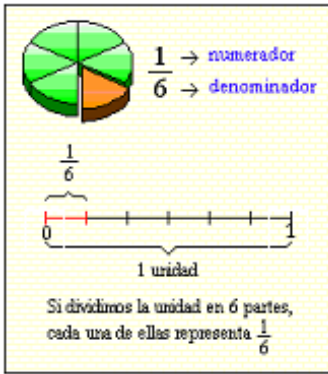 1 → numerador
6 → denominador
1
6
0 1
1 unidad
Si dividimos la unidad en 6 partes,
cada una de ellas representa 1/6